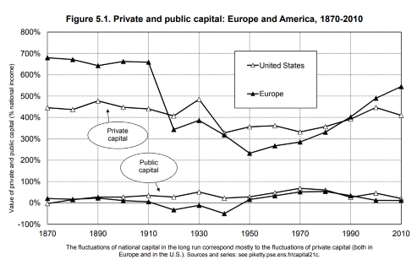 Figure 5.1. Private and public capital: Europe and America, 1870-2010
Value of private and public capital (% national income)
800%
700%
600%
500%
400%
300%
200%
100%
0%
-100%
United States
Europe
Private
capital
Public
capital
1870
1890
1910
1930
1950
1970
1990
2010
The fluctuations of national capital in the long run correspond mostly to the fluctuations of private capital (both in
Europe and in the U.S.). Sources and series: see piketty.pse.ens.fr/capital21c.